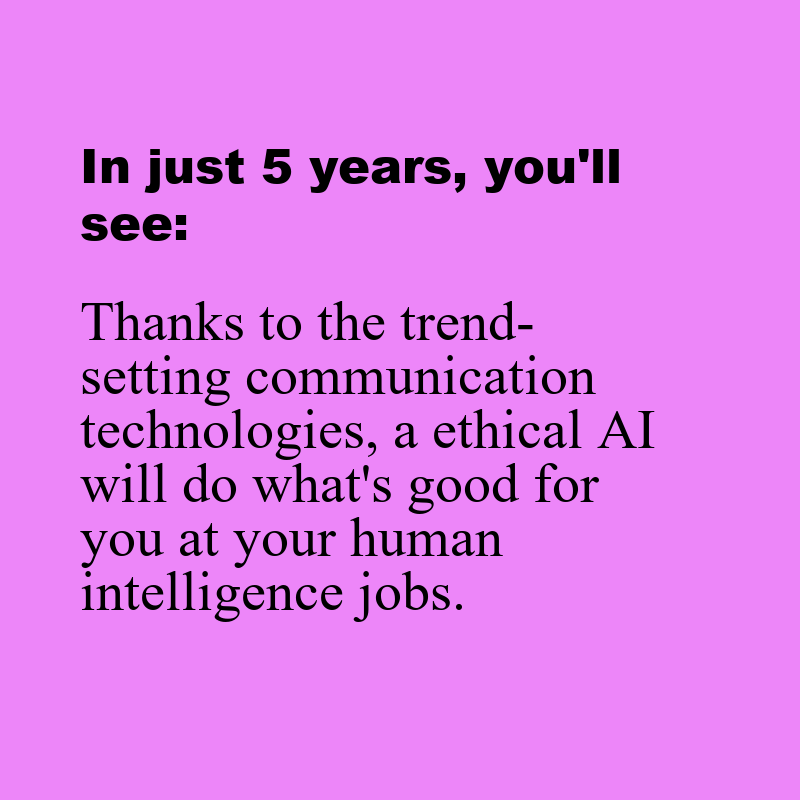 In just 5 years, you'll
see:
Thanks to the trend-
setting communication
technologies, a ethical AI
will do what's good for
you at your human
intelligence jobs.